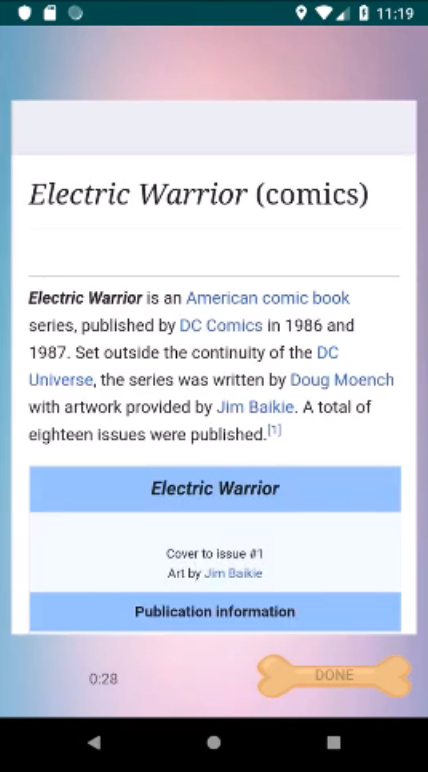 11:19
Electric Warrior (comics)
Electric Warrior is an American comic book
series, published by DC Comics in 1986 and
1987. Set outside the continuity of the DC
Universe, the series was written by Doug Moench
with artwork provided by Jim Baikie. A total of
eighteen issues were published.[1]
Electric Warrior
Cover to issue #1
Art by Jim Baikie
Publication information
0:28
DONE